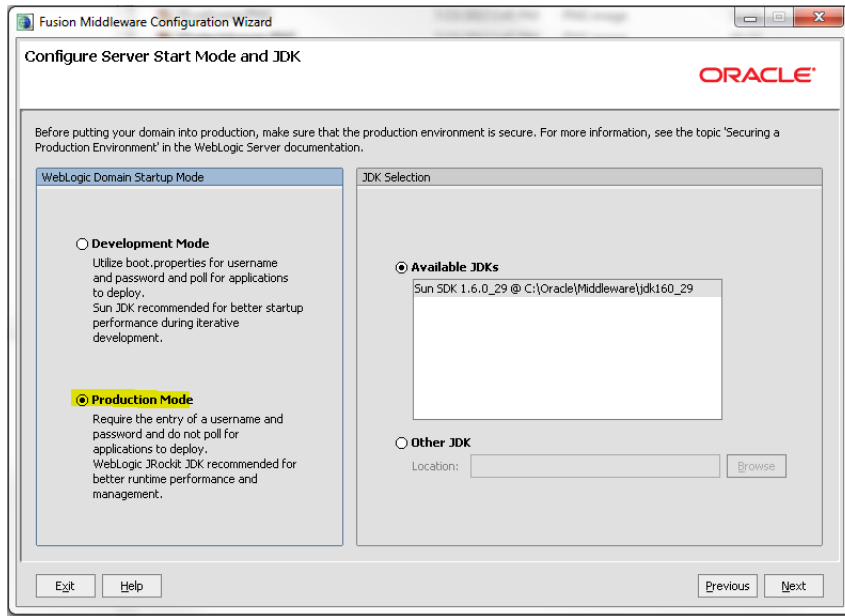 Fusion Middleware Configuration Wizard
Configure Server Start Mode and JDK
ORACLE
Before putting your domain into production, make sure that the production environment is secure. For more information, see the topic 'Securing a
Production Environment' in the WebLogic Server documentation.
WebLogic Domain Startup Mode
Development Mode
Utilize boot.properties for username
and password and poll for applications
to deploy.
Sun JDK recommended for better startup
performance during iterative
development.
Production Mode
Require the entry of a username and
password and do not poll for
applications to deploy.
WebLogic JRockit JDK recommended for
better runtime performance and
management.
JDK Selection
Available JDKs
Sun SDK 1.6.0_29 @ C:\Oracle\Middleware\jdk160_29
Other JDK
Location:
Browse
Exit
Help
Previous
Next